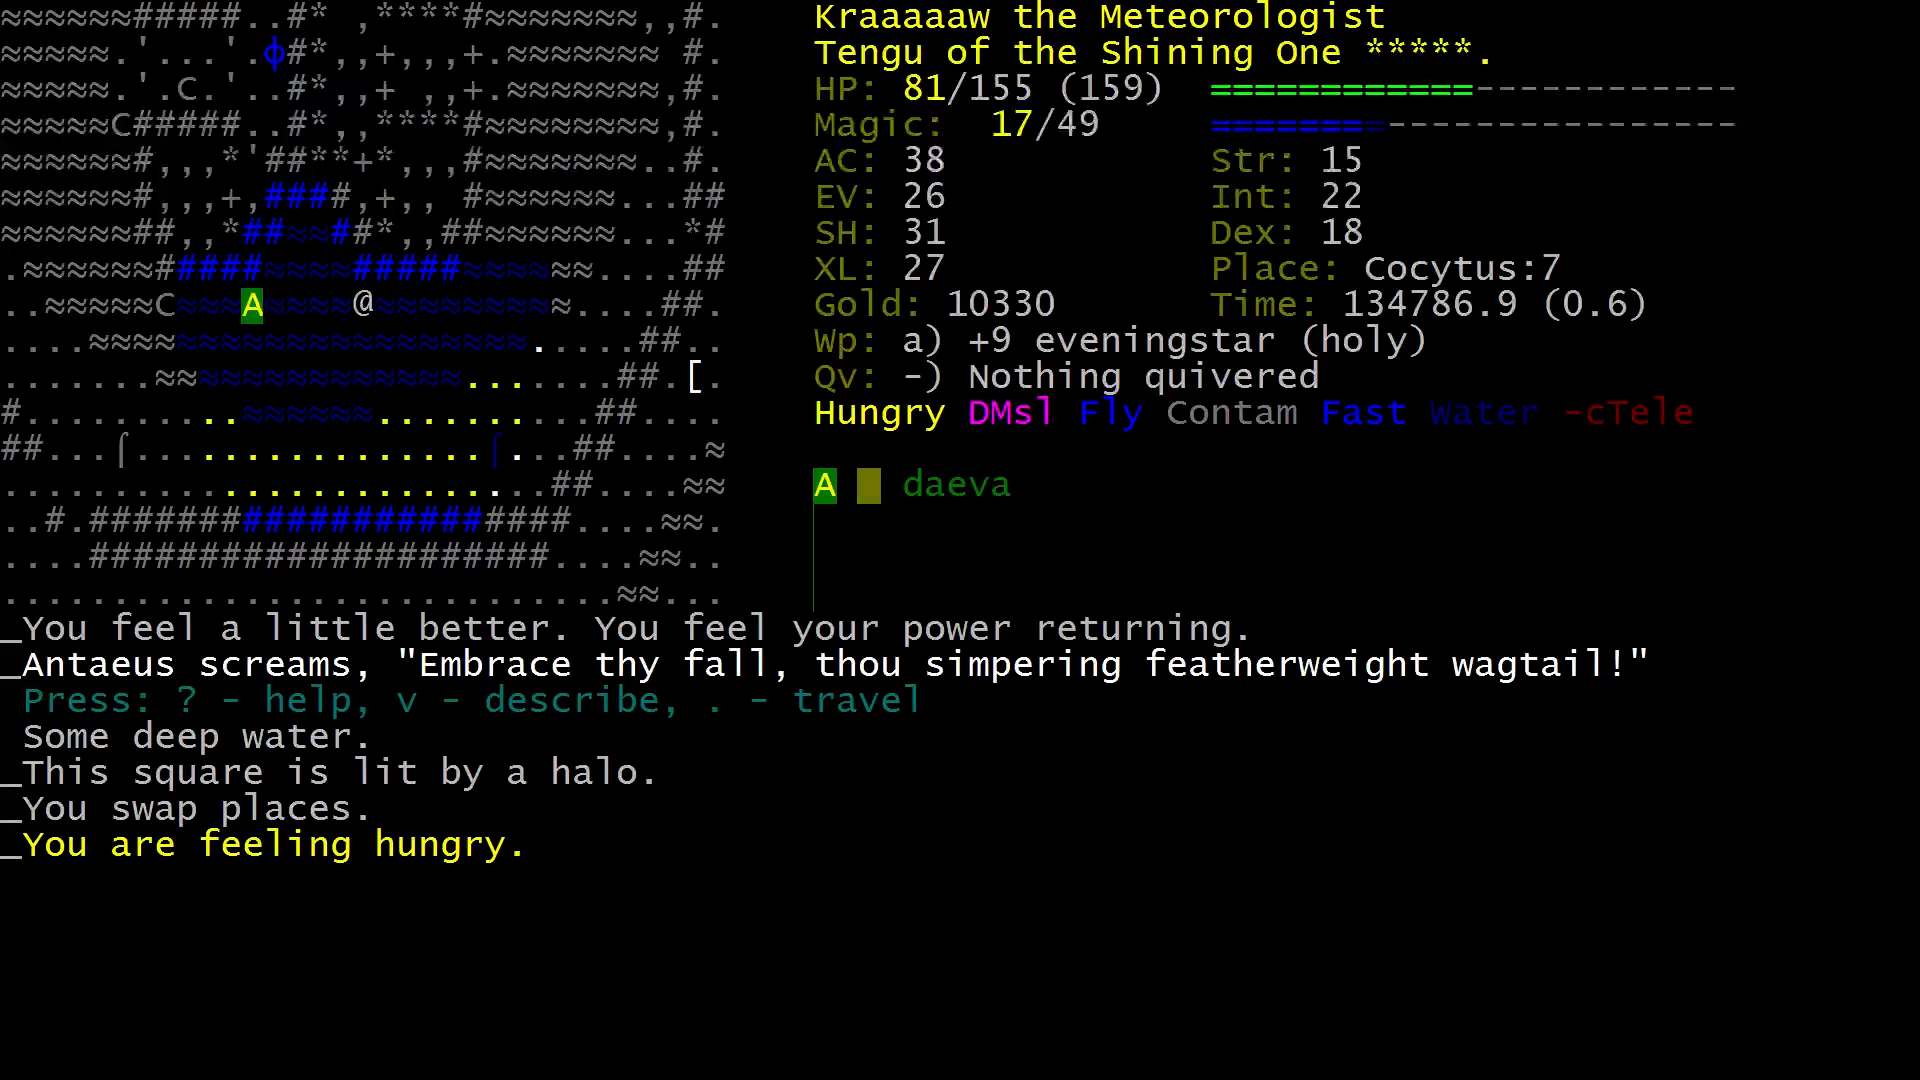 Kraaaaaw the Meteorologist
Tengu of the Shining One *****.
HP: 81/155 (159)
Magic: 17/49
AC: 38 Str: 15
EV: 26 Int: 22
SH: 31 Dex: 18
XL: 27 Place: Cocytus:7
Gold: 10330 Time: 134786.9 (0.6)
Wp: a) +9 eveningstar (holy)
Qv: -) Nothing quivered
Hungry DMsl Fly Contam Fast Water -cTele
A daeva
_You feel a little better. You feel your power returning.
_Antaeus screams, "Embrace thy fall, thou simpering featherweight wagtail!"
Press: ? - help, v - describe, . - travel
Some deep water.
_This square is lit by a halo.
_You swap places.
_You are feeling hungry.